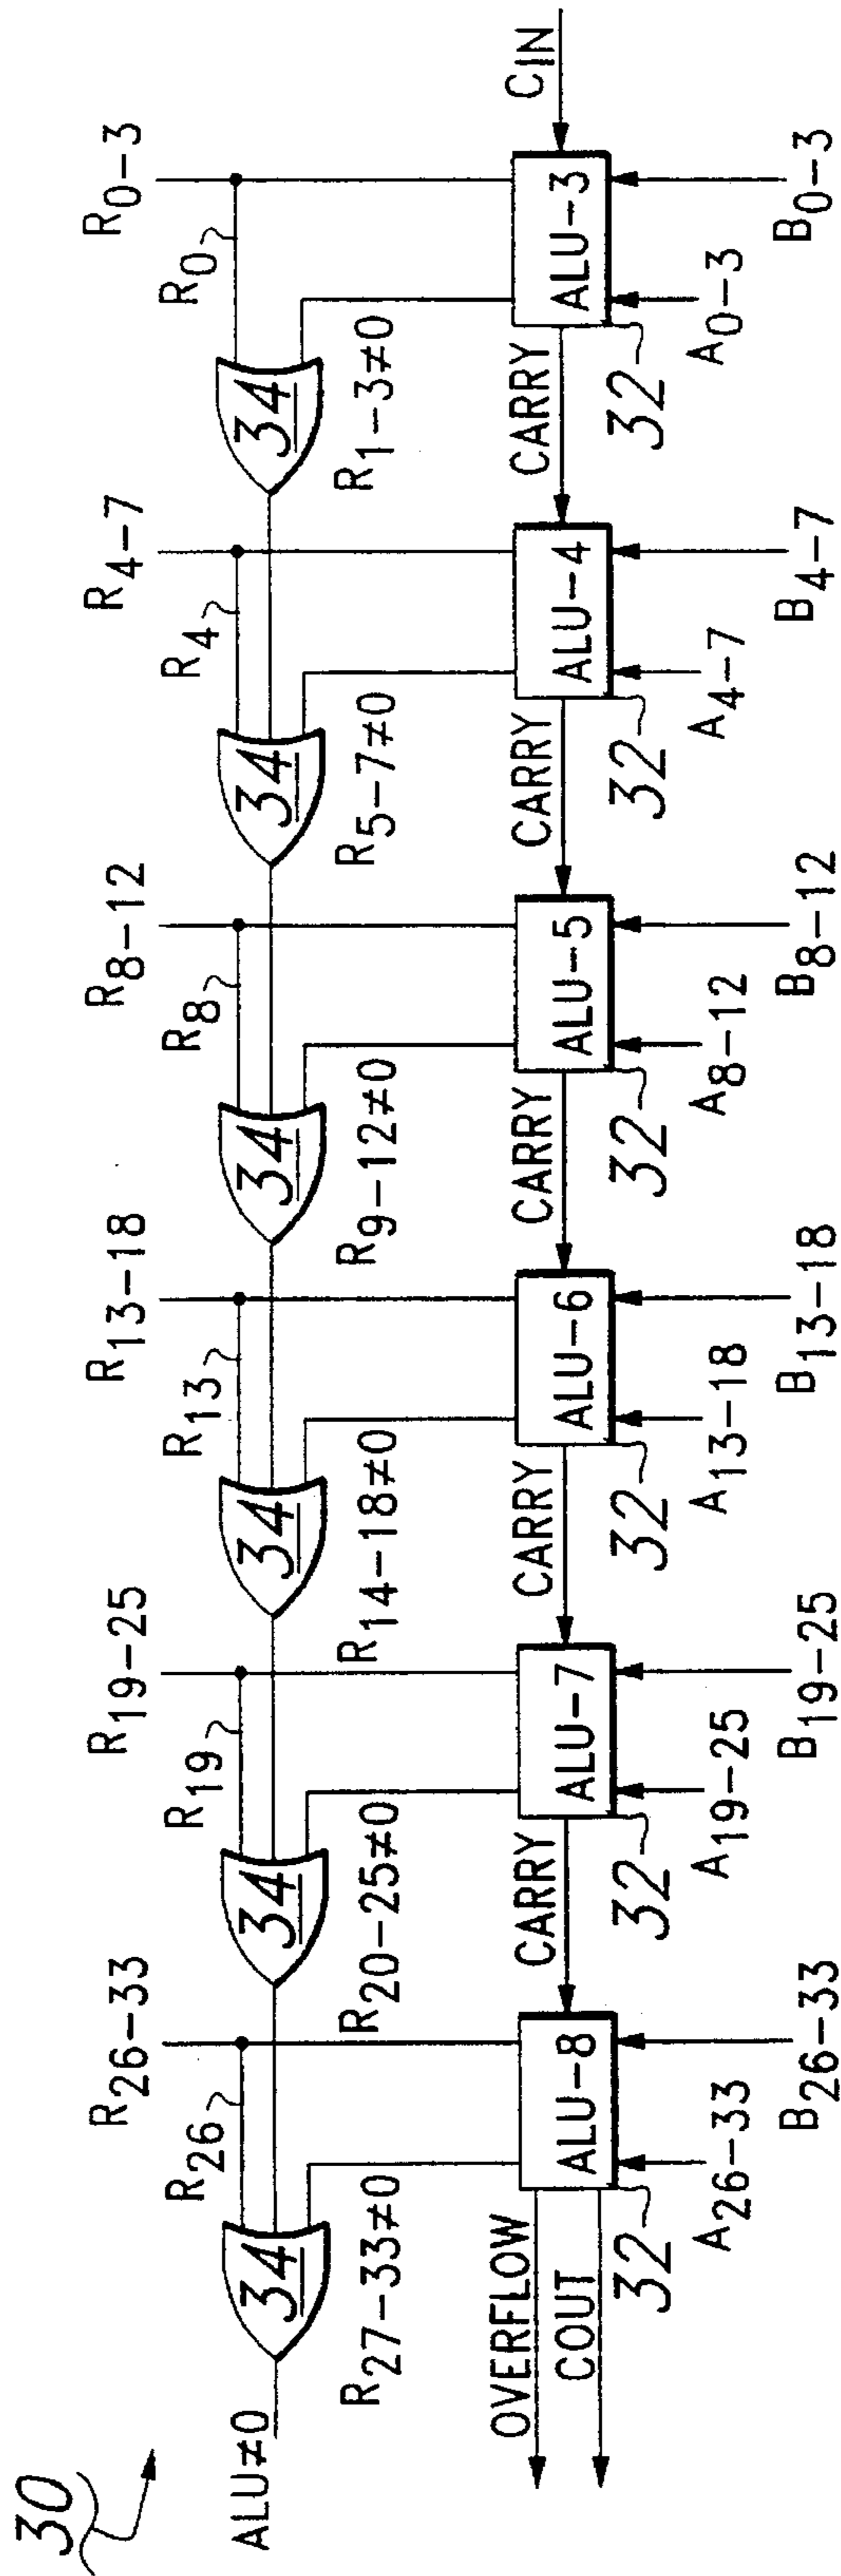 30
ALU≠0
R26–33
R19–25
R13–18
R8–12
R4–7
R0–3
R26
R19
R13
R8
R4
R0
34
34
34
34
34
34
R27–33≠0
R20–25≠0
R14–18≠0
R9–12≠0
R5–7≠0
R1–3≠0
OVERFLOW
COUT
CARRY
CARRY
CARRY
CARRY
CARRY
CIN
ALU–8
ALU–7
ALU–6
ALU–5
ALU–4
ALU–3
32
32
32
32
32
32
A26–33
A19–25
A13–18
A8–12
A4–7
A0–3
B26–33
B19–25
B13–18
B8–12
B4–7
B0–3